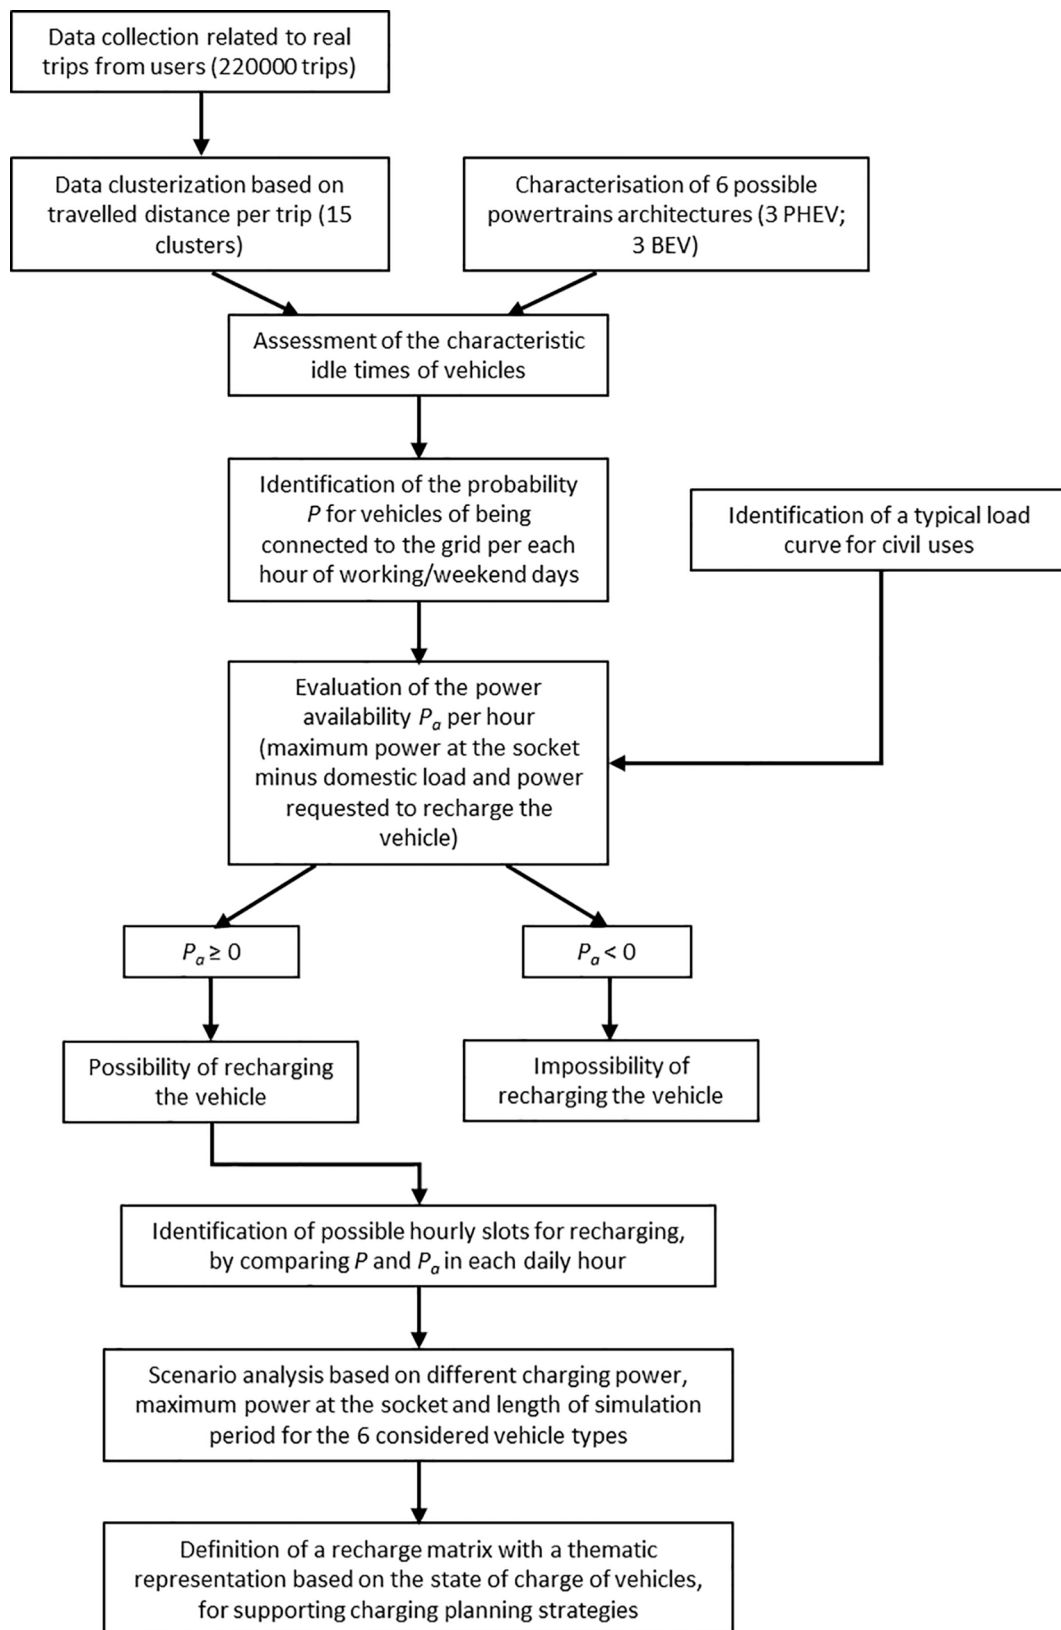 Data collection related to real
trips from users (220000 trips)
Data clusterization based on
travelled distance per trip (15
clusters)
Characterisation of 6 possible
powertrains architectures (3 PHEV;
3 BEV)
Assessment of the characteristic
idle times of vehicles
Identification of the probability
P for vehicles of being
connected to the grid per each
hour of working/weekend days
Identification of a typical load
curve for civil uses
Evaluation of the power
availability Pa per hour
(maximum power at the socket
minus domestic load and power
requested to recharge the
vehicle)
Pa ≥ 0
Pa < 0
Possibility of recharging
the vehicle
Impossibility of
recharging the vehicle
Identification of possible hourly slots for recharging,
by comparing P and Pa in each daily hour
Scenario analysis based on different charging power,
maximum power at the socket and length of simulation
period for the 6 considered vehicle types
Definition of a recharge matrix with a thematic
representation based on the state of charge of vehicles,
for supporting charging planning strategies